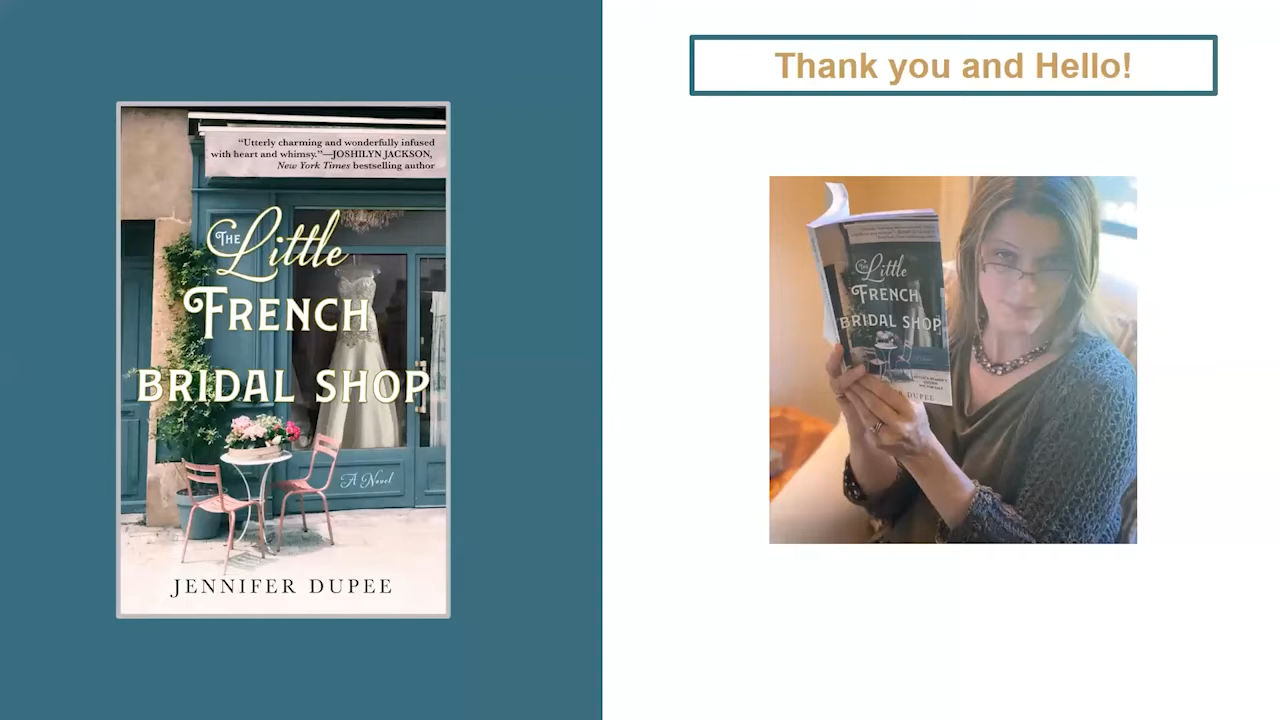 “Utterly charming and wonderfully infused
with heart and whimsy.”—JOSHILYN JACKSON,
New York Times bestselling author
THE
Little
FRENCH
BRIDAL SHOP
A Novel
JENNIFER DUPEE
Thank you and Hello!
THE
Little
FRENCH
BRIDAL SHOP
DUPEE